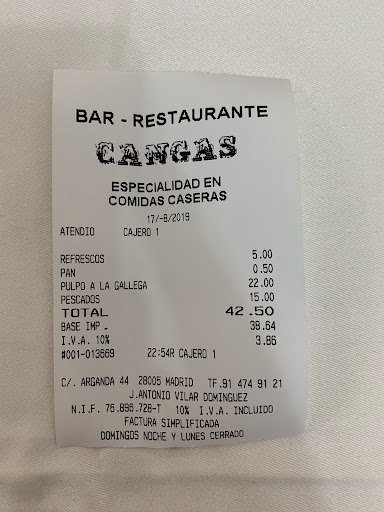 BAR - RESTAURANTE
CANGAS
ESPECIALIDAD EN
COMIDAS CASERAS
17/-8/2019
ATENDIO CAJERO 1
REFRESCOS 5.00
PAN 0.50
PULPO A LA GALLEGA 22.00
PESCADOS 15.00
TOTAL 42.50
BASE IMP. 38.64
I.V.A. 10% 3.86
#001-013669 22:54R CAJERO 1
C/. ARGANDA 44 28005 MADRID TF.91 474 91 21
J.ANTONIO VILAR DOMINGUEZ
N.I.F. 76.896.728-T 10% I.V.A. INCLUIDO
FACTURA SIMPLIFICADA
DOMINGOS NOCHE Y LUNES CERRADO